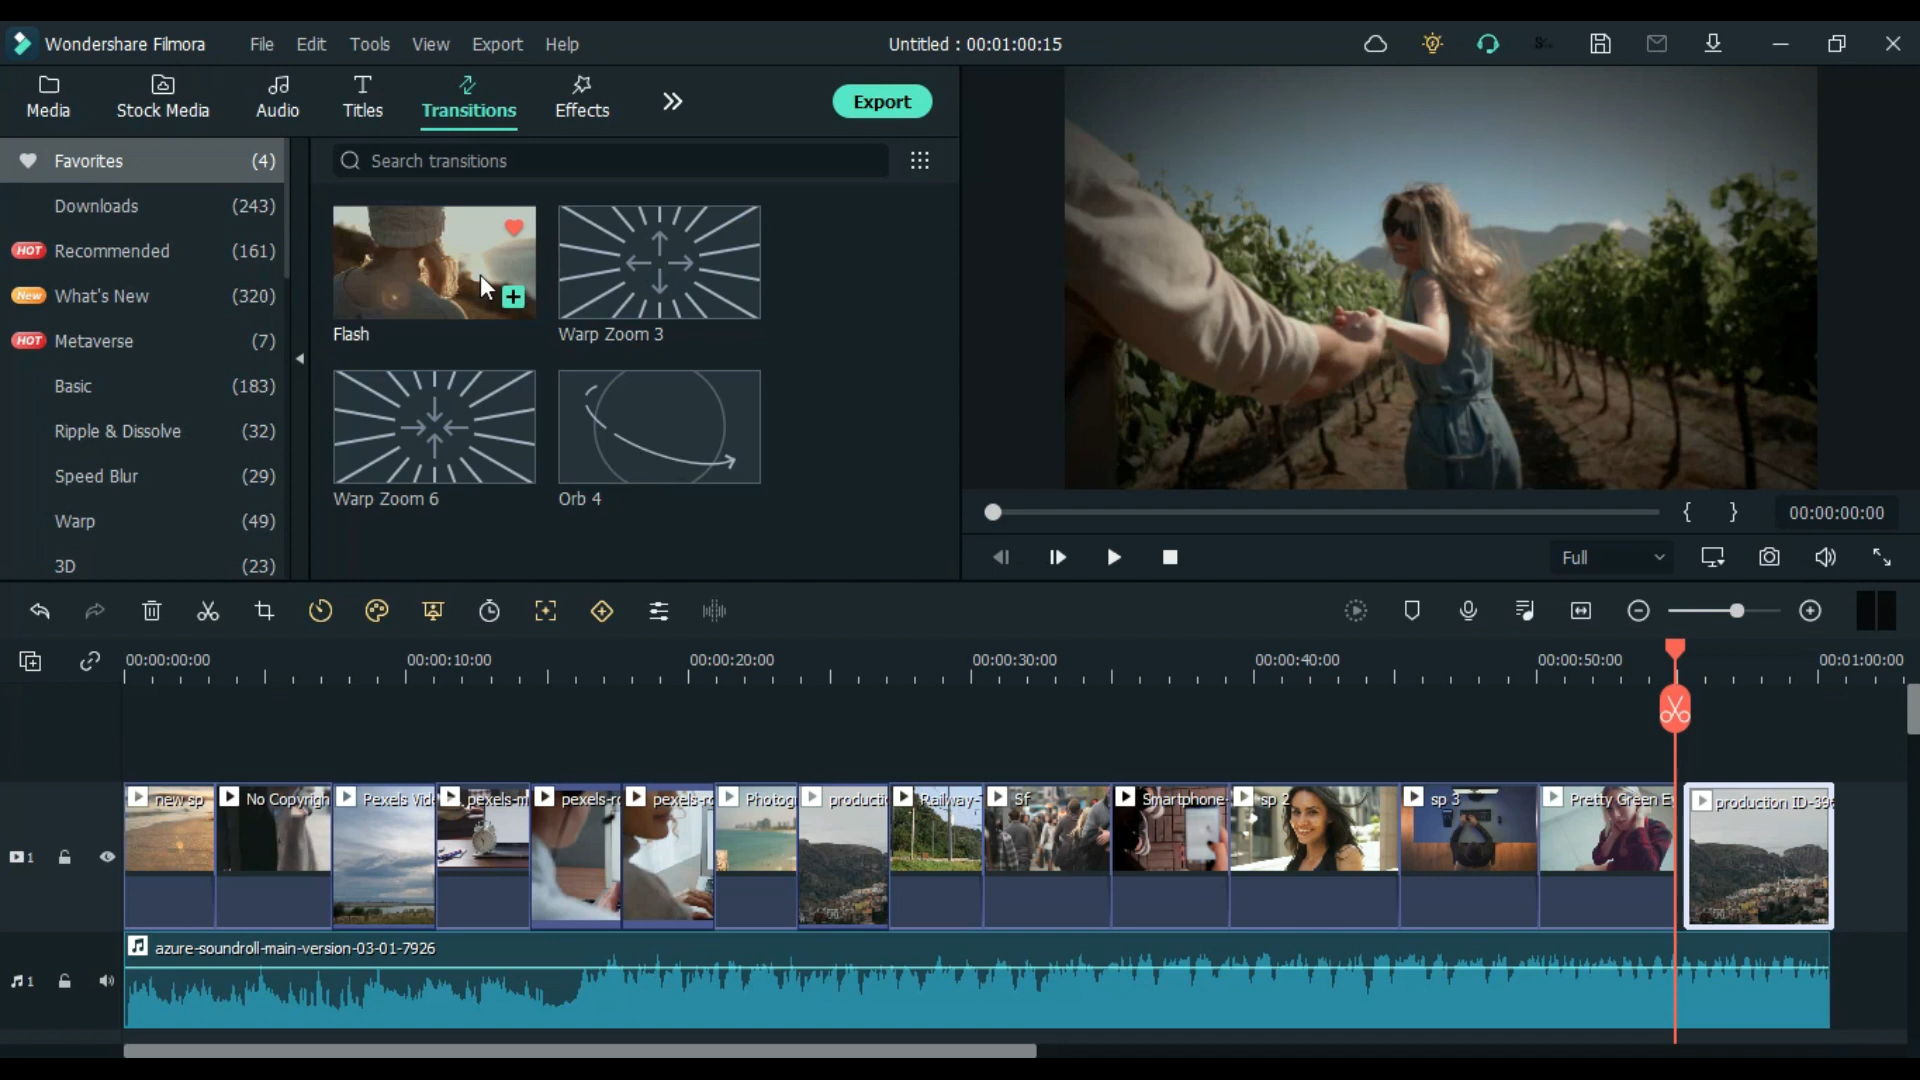 Wondershare Filmora File Edit Tools View Export Help Untitled : 00:01:00:15
Media Stock Media Audio Titles Transitions Effects Export
Favorites (4)
Downloads (243)
HOT Recommended (161)
New What's New (320)
HOT Metaverse (7)
Basic (183)
Ripple & Dissolve (32)
Speed Blur (29)
Warp (49)
3D (23)
Search transitions
Flash Warp Zoom 3
Warp Zoom 6 Orb 4
00:00:00:00
Full
00:00:00:00 00:00:10:00 00:00:20:00 00:00:30:00 00:00:40:00 00:00:50:00 00:01:00:00
new sp No Copyrigh Pexels Vid pexels-m pexels-r pexels-r Photog producti Railway- Sf Smartphone- sp 2 sp 3 Pretty Green E production ID-39
1
azure-soundroll-main-version-03-01-7926
1